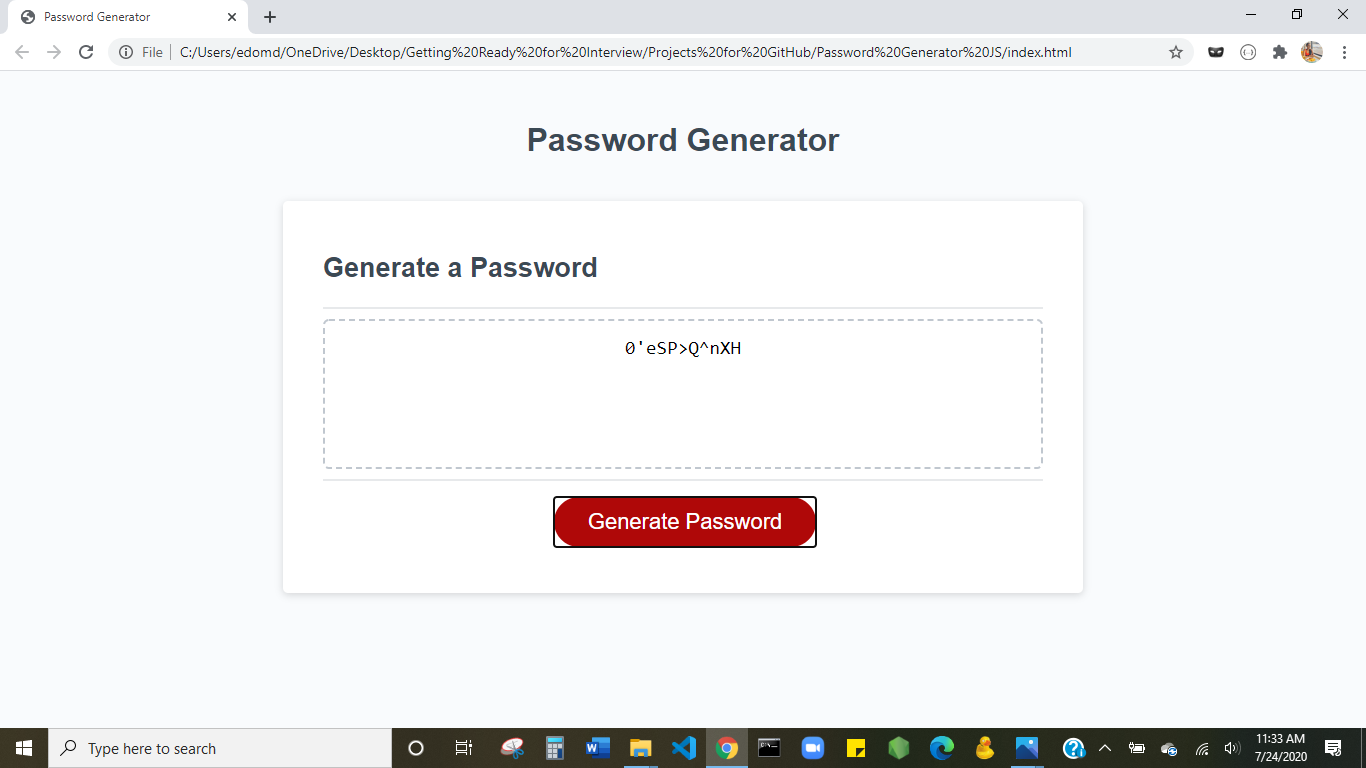 Password Generator
File
C:/Users/edomd/OneDrive/Desktop/Getting%20Ready%20for%20Interview/Projects%20for%20GitHub/Password%20Generator%20JS/index.html
Password Generator
Generate a Password
0'eSP>Q^nXH
Generate Password
Type here to search
11:33 AM
7/24/2020